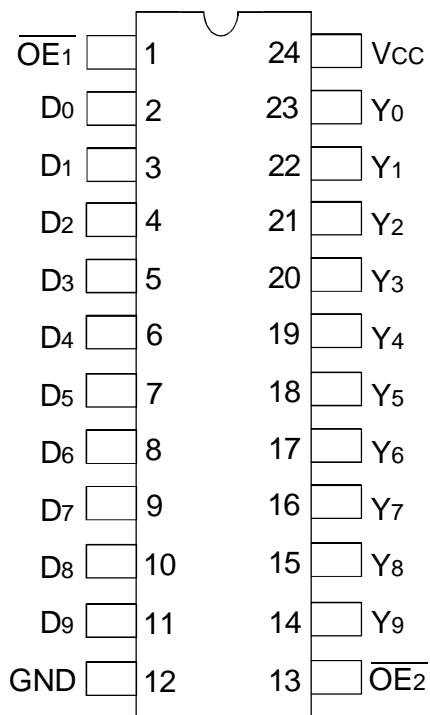 O̅E̅1 1 24 VCC
D0 2 23 Y0
D1 3 22 Y1
D2 4 21 Y2
D3 5 20 Y3
D4 6 19 Y4
D5 7 18 Y5
D6 8 17 Y6
D7 9 16 Y7
D8 10 15 Y8
D9 11 14 Y9
GND 12 13 O̅E̅2